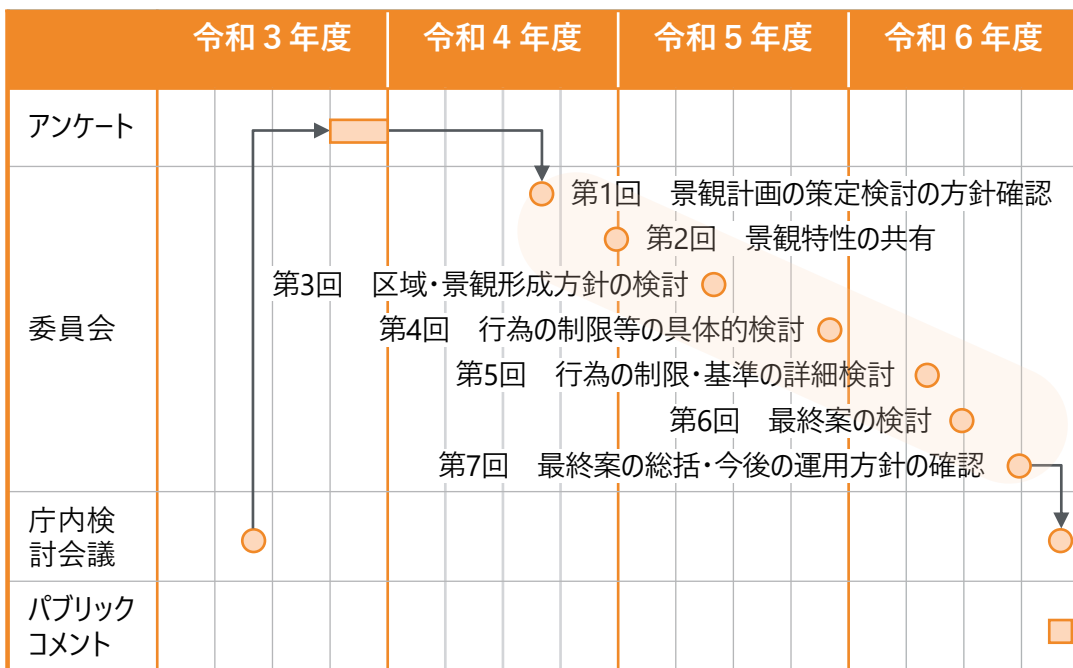 令和3年度 令和4年度 令和5年度 令和6年度
アンケート
第1回 景観計画の策定検討の方針確認
第2回 景観特性の共有
第3回 区域・景観形成方針の検討
委員会
第4回 行為の制限等の具体的検討
第5回 行為の制限・基準の詳細検討
第6回 最終案の検討
第7回 最終案の総括・今後の運用方針の確認
庁内検
討会議
パブリック
コメント